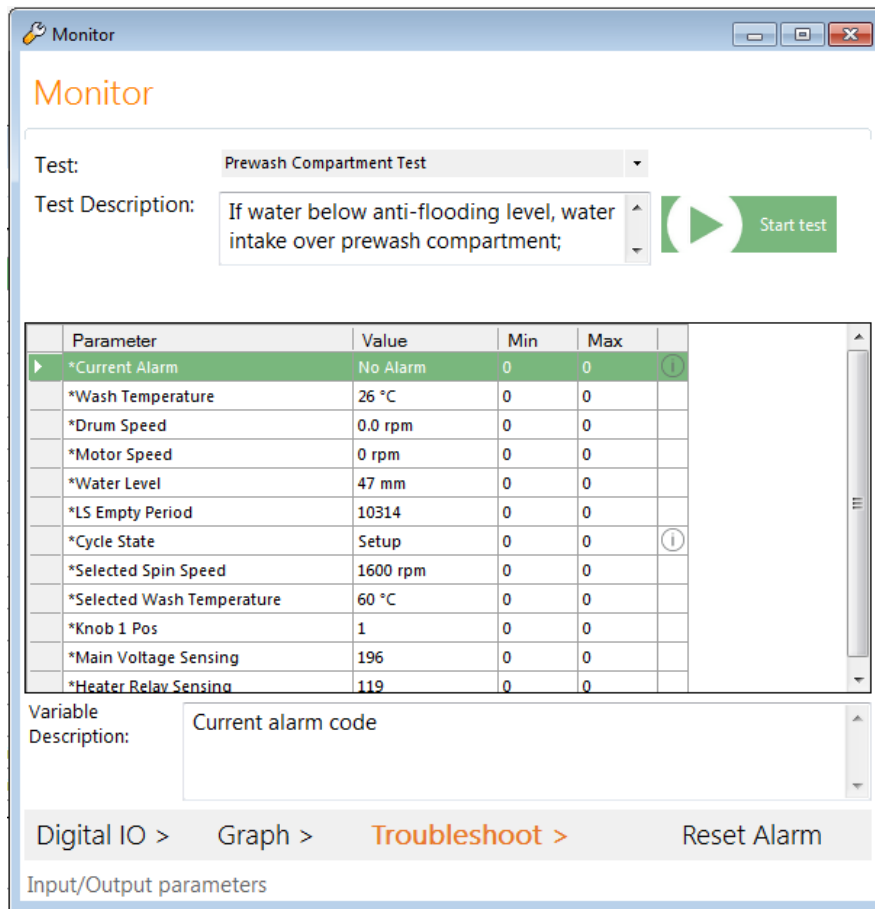 Monitor
Monitor
Test: Prewash Compartment Test
Test Description: If water below anti-flooding level, water
intake over prewash compartment;
Start test
Parameter Value Min Max
*Current Alarm No Alarm 0 0
*Wash Temperature 26 °C 0 0
*Drum Speed 0.0 rpm 0 0
*Motor Speed 0 rpm 0 0
*Water Level 47 mm 0 0
*LS Empty Period 10314 0 0
*Cycle State Setup 0 0
*Selected Spin Speed 1600 rpm 0 0
*Selected Wash Temperature 60 °C 0 0
*Knob 1 Pos 1 0 0
*Main Voltage Sensing 196 0 0
*Heater Relay Sensing 119 0 0
Variable
Description:
Current alarm code
Digital IO > Graph > Troubleshoot > Reset Alarm
Input/Output parameters